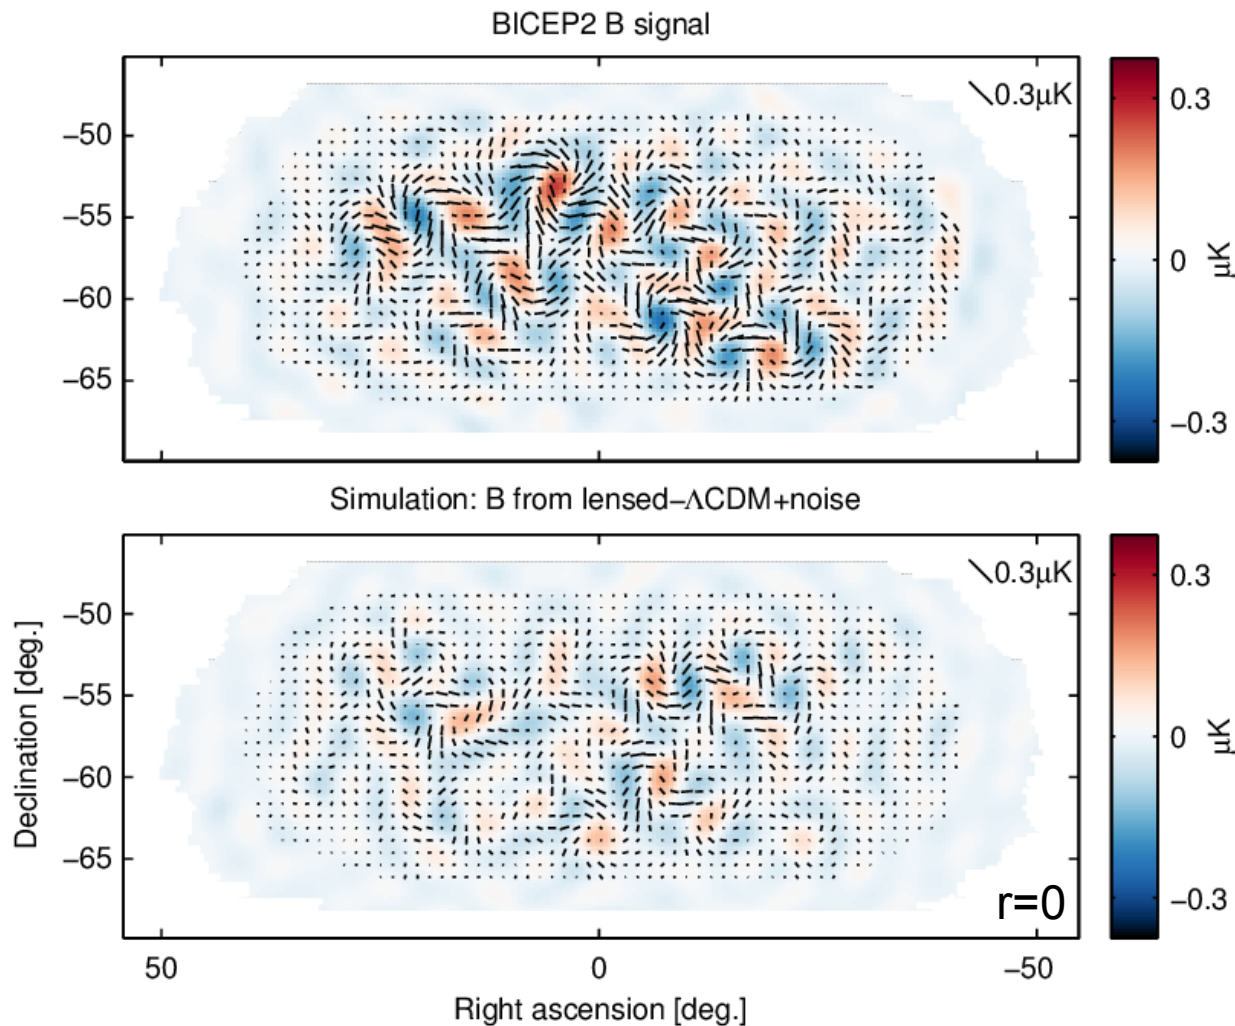 BICEP2 B signal
0.3μK
−50
−55
−60
−65
0.3
0
−0.3
μK
Simulation: B from lensed−ΛCDM+noise
0.3μK
−50
−55
−60
−65
Declination [deg.]
r=0
0.3
0
−0.3
μK
50
0
−50
Right ascension [deg.]